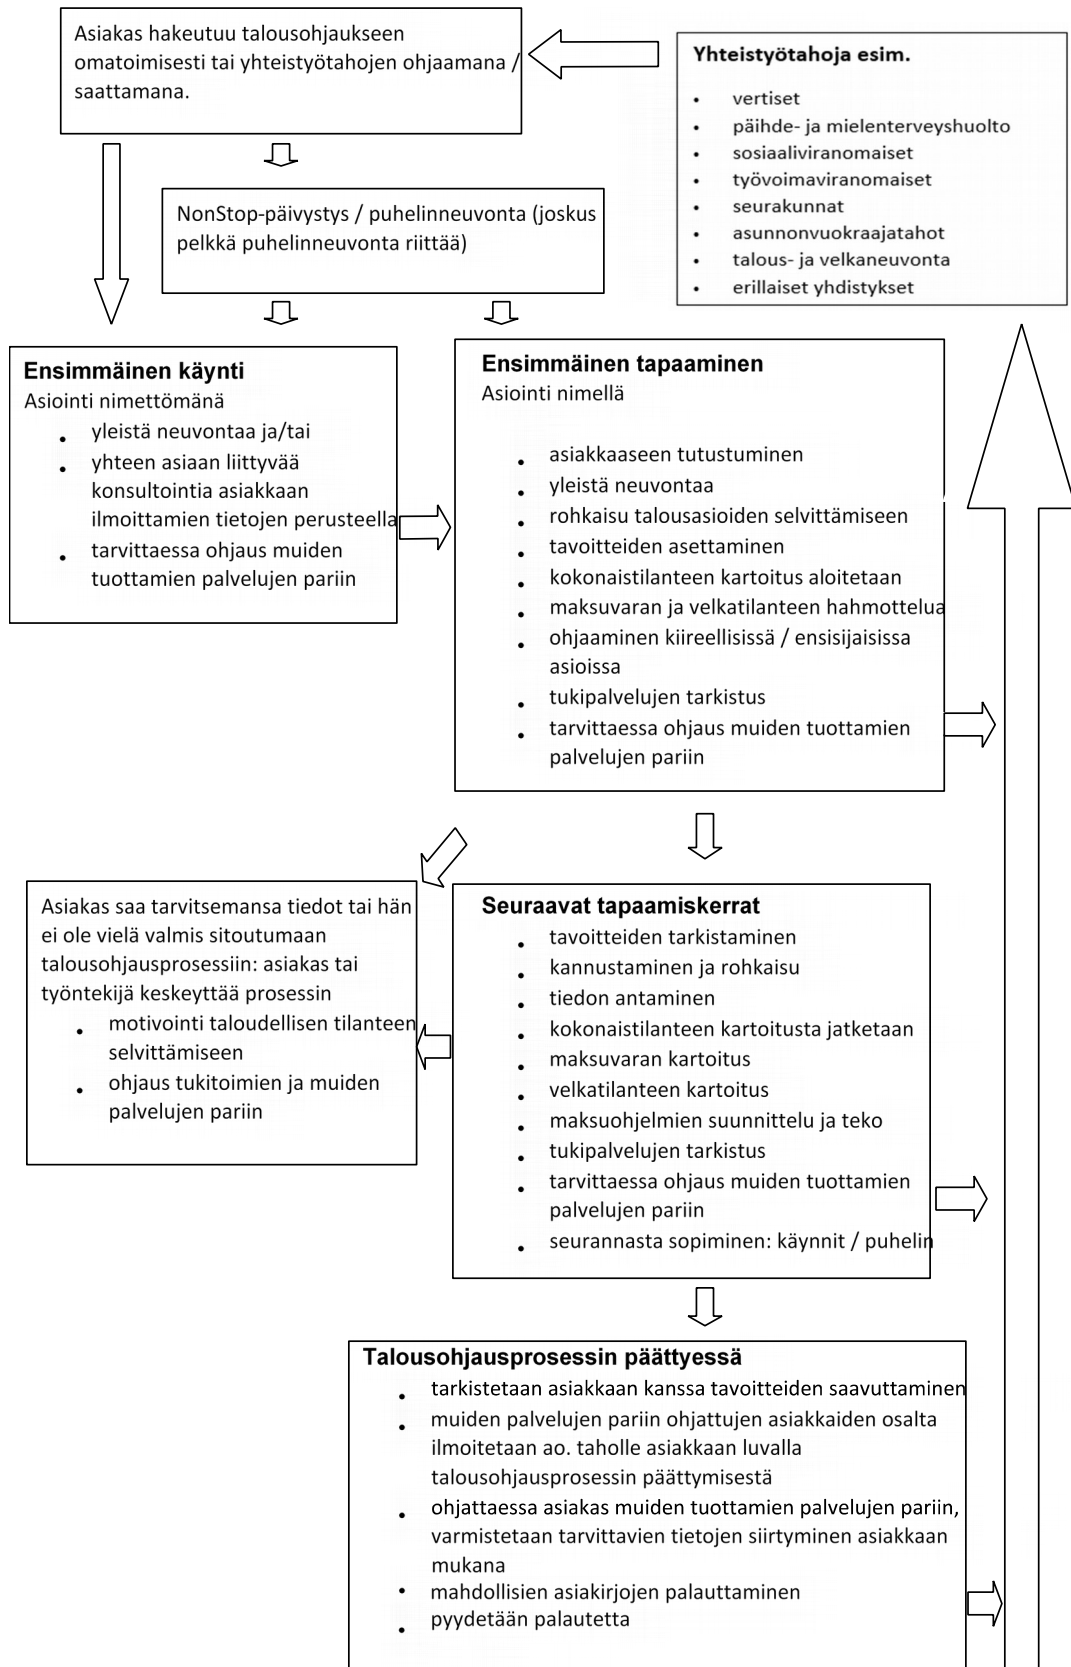 Asiakas hakeutuu talousohjaukseen
omatoimisesti tai yhteistyötahojen ohjaamana /
saattamana.
Yhteistyötahoja esim.
• vertiset
• päihde- ja mielenterveyshuolto
• sosiaaliviranomaiset
• työvoimaviranomaiset
• seurakunnat
• asunnonvuokraajatahot
• talous- ja velkaneuvonta
• erillaiset yhdistykset
NonStop-päivystys / puhelinneuvonta (joskus
pelkkä puhelinneuvonta riittää)
Ensimmäinen käynti
Asiointi nimettömänä
• yleistä neuvontaa ja/tai
• yhteen asiaan liittyvää
konsultointia asiakkaan
ilmoittamien tietojen perusteella
• tarvittaessa ohjaus muiden
tuottamien palvelujen pariin
Ensimmäinen tapaaminen
Asiointi nimellä
• asiakkaaseen tutustuminen
• yleistä neuvontaa
• rohkaisu talousasioiden selvittämiseen
• tavoitteiden asettaminen
• kokonaistilanteen kartoitus aloitetaan
• maksuvaran ja velkatilanteen hahmottelua
• ohjaaminen kiireellisissä / ensisijaisissa
asioissa
• tukipalvelujen tarkistus
• tarvittaessa ohjaus muiden tuottamien
palvelujen pariin
Asiakas saa tarvitsemansa tiedot tai hän
ei ole vielä valmis sitoutumaan
talousohjausprosessiin: asiakas tai
työntekijä keskeyttää prosessin
• motivointi taloudellisen tilanteen
selvittämiseen
• ohjaus tukitoimien ja muiden
palvelujen pariin
Seuraavat tapaamiskerrat
• tavoitteiden tarkistaminen
• kannustaminen ja rohkaisu
• tiedon antaminen
• kokonaistilanteen kartoitusta jatketaan
• maksuvaran kartoitus
• velkatilanteen kartoitus
• maksuohjelmien suunnittelu ja teko
• tukipalvelujen tarkistus
• tarvittaessa ohjaus muiden tuottamien
palvelujen pariin
• seurannasta sopiminen: käynnit / puhelin
Talousohjausprosessin päättyessä
• tarkistetaan asiakkaan kanssa tavoitteiden saavuttaminen
• muiden palvelujen pariin ohjattujen asiakkaiden osalta
ilmoitetaan ao. taholle asiakkaan luvalla
talousohjausprosessin päättymisestä
• ohjattaessa asiakas muiden tuottamien palvelujen pariin,
varmistetaan tarvittavien tietojen siirtyminen asiakkaan
mukana
• mahdollisien asiakirjojen palauttaminen
• pyydetään palautetta